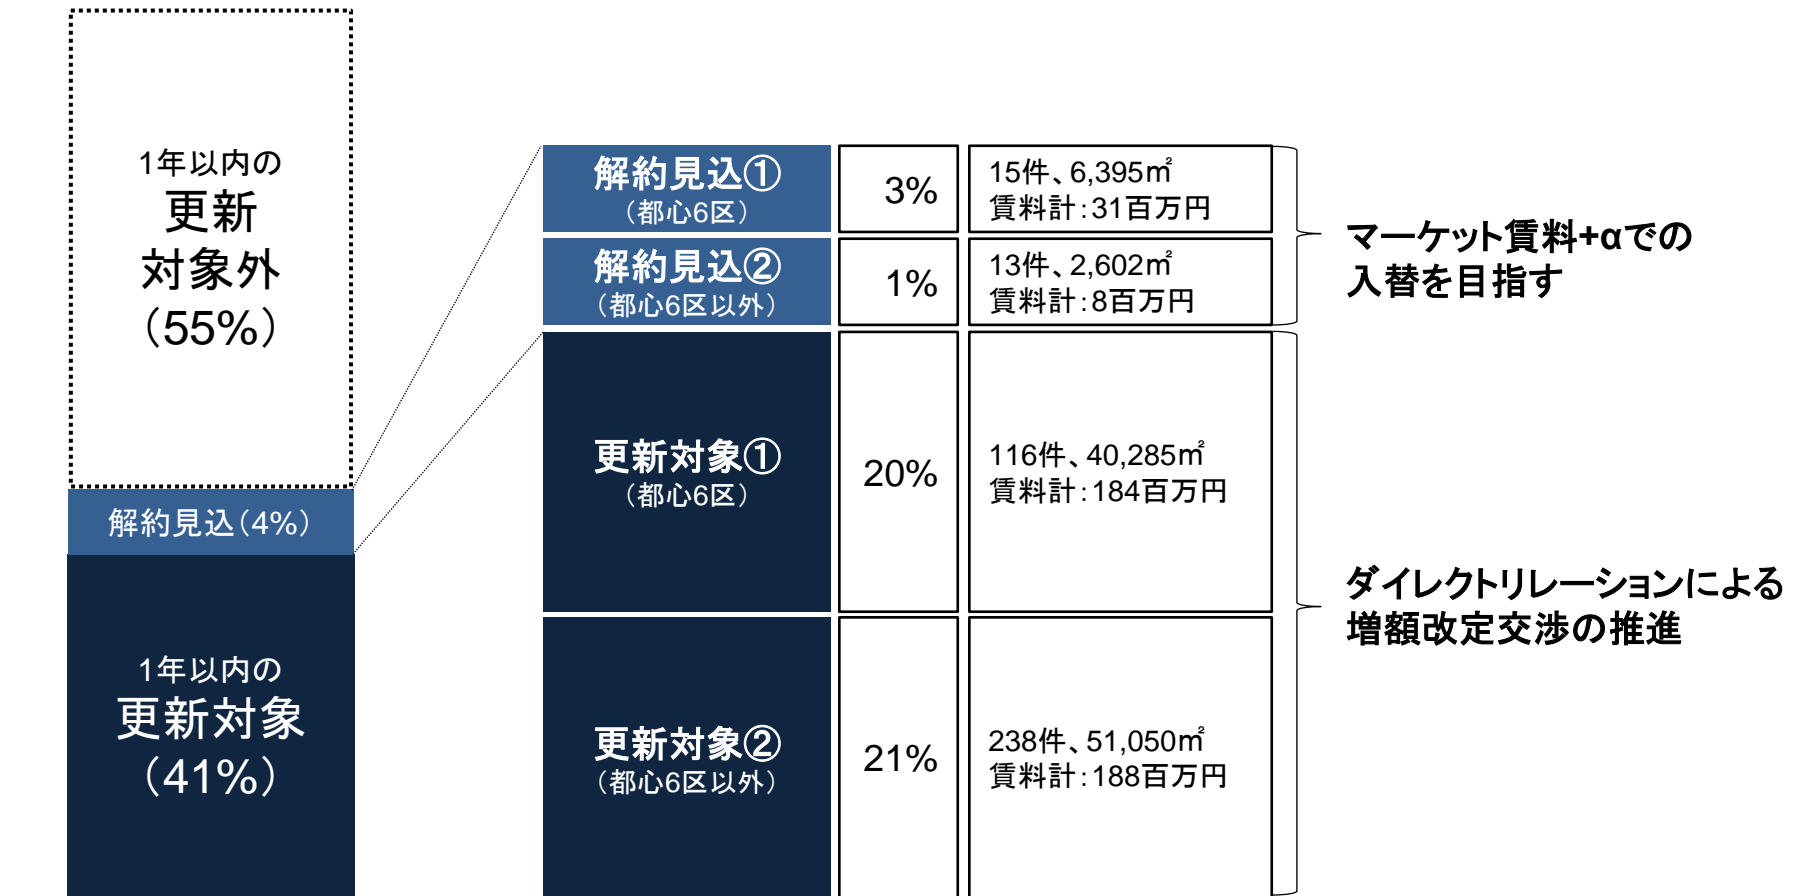 1年以内の
更新
対象外
（55%）
解約見込（4%）
1年以内の
更新対象
（41%）
解約見込①
（都心6区）
3%
15件、6,395㎡
賃料計：31百万円
解約見込②
（都心6区以外）
1%
13件、2,602㎡
賃料計：8百万円
マーケット賃料+αでの
入替を目指す
更新対象①
（都心6区）
20%
116件、40,285㎡
賃料計：184百万円
更新対象②
（都心6区以外）
21%
238件、51,050㎡
賃料計：188百万円
ダイレクトリレーションによる
増額改定交渉の推進